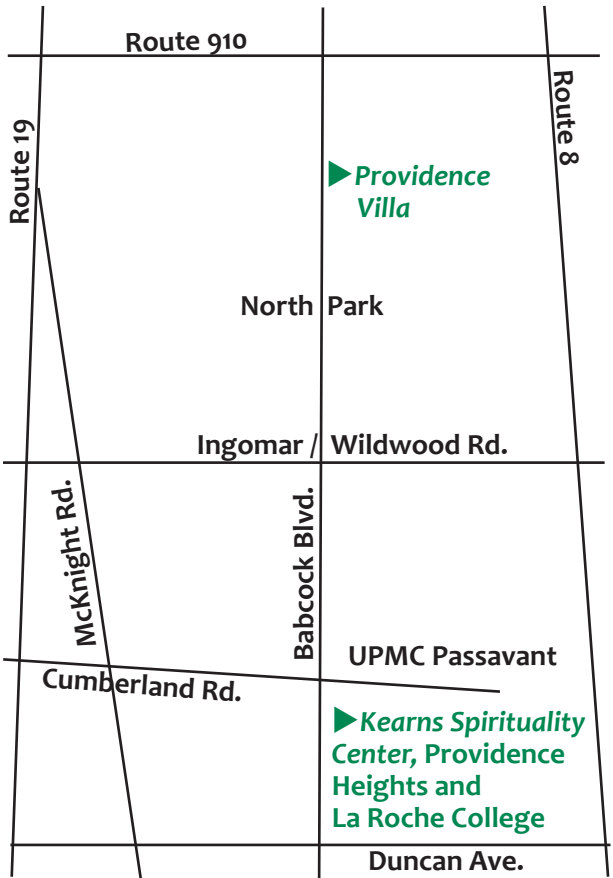 Route 910
Route 19
Route 8
Providence
Villa
North Park
Ingomar / Wildwood Rd.
McKnight Rd.
Babcock Blvd.
UPMC Passavant
Cumberland Rd.
Kearns Spirituality
Center, Providence
Heights and
La Roche College
Duncan Ave.